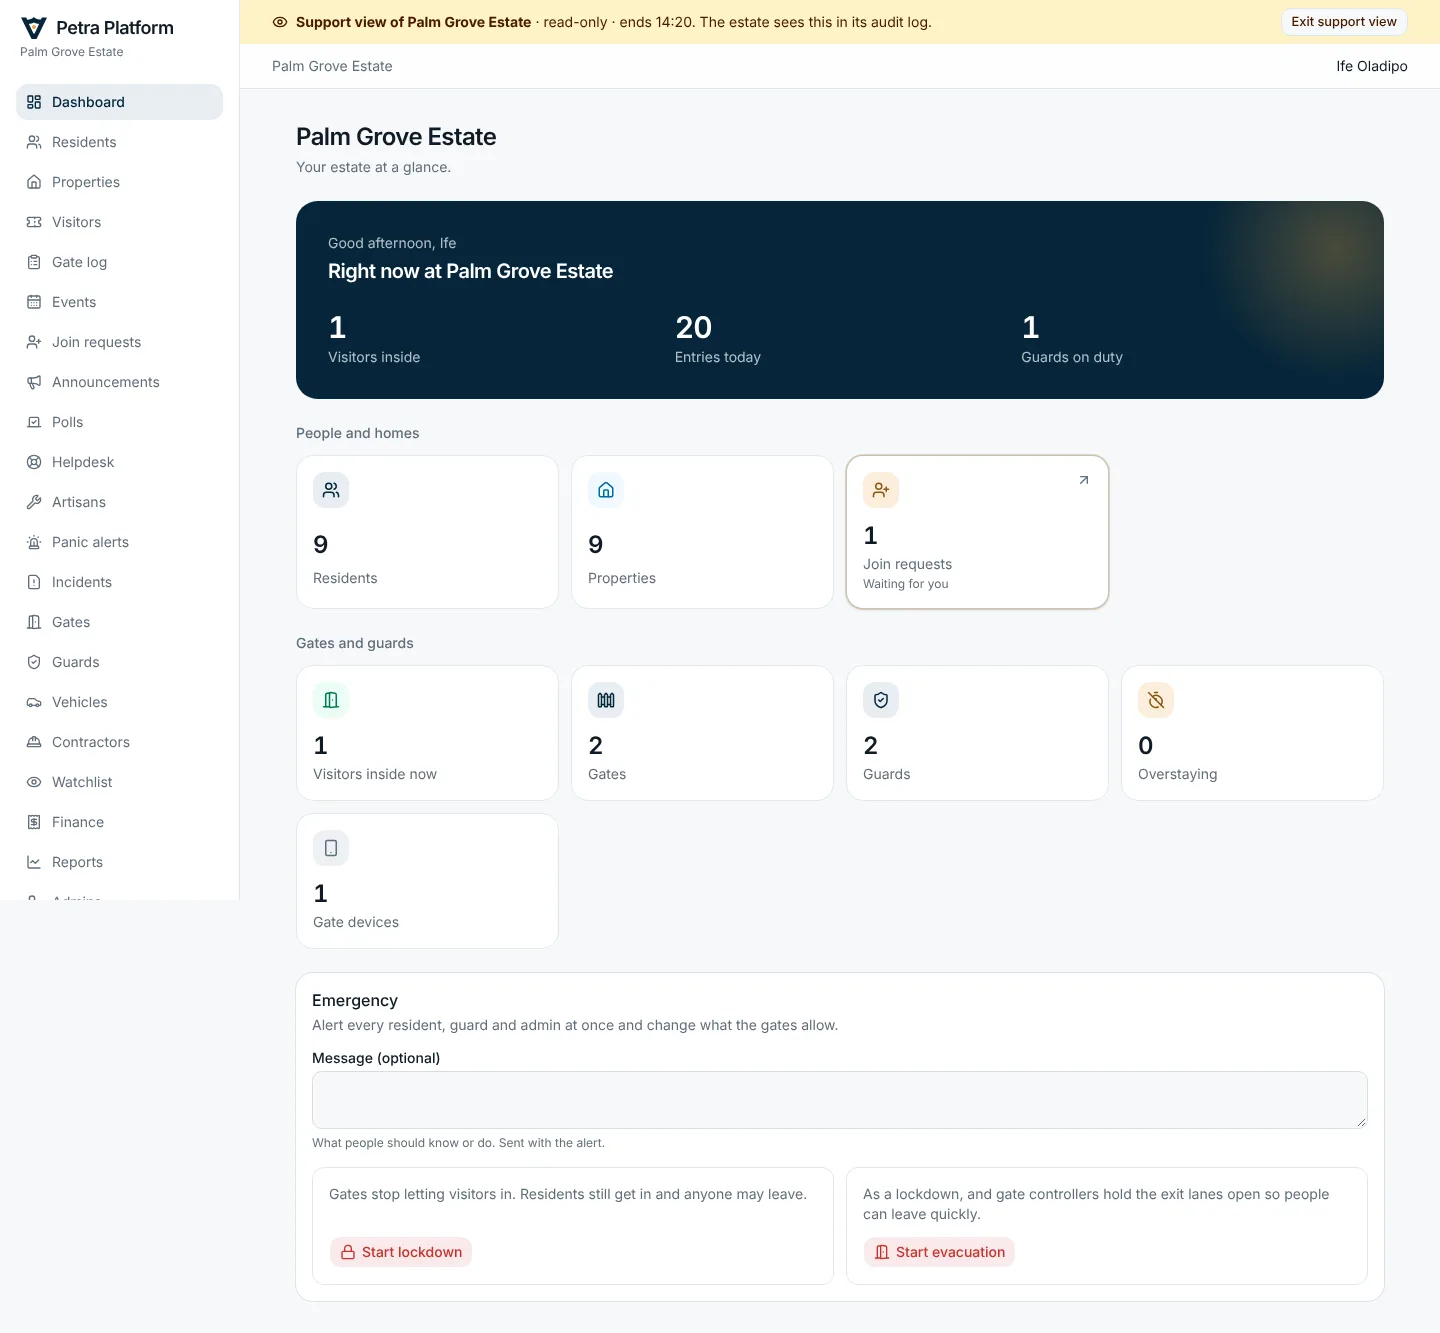 Petra Platform
Palm Grove Estate
Dashboard
Residents
Properties
Visitors
Gate log
Events
Join requests
Announcements
Polls
Helpdesk
Artisans
Panic alerts
Incidents
Gates
Guards
Vehicles
Contractors
Watchlist
Finance
Reports
Admins
Support view of Palm Grove Estate · read-only · ends 14:20. The estate sees this in its audit log.
Exit support view
Palm Grove Estate
Ife Oladipo
Palm Grove Estate
Your estate at a glance.
Good afternoon, Ife
Right now at Palm Grove Estate
1
Visitors inside
20
Entries today
1
Guards on duty
People and homes
9
Residents
9
Properties
1
Join requests
Waiting for you
Gates and guards
1
Visitors inside now
2
Gates
2
Guards
0
Overstaying
1
Gate devices
Emergency
Alert every resident, guard and admin at once and change what the gates allow.
Message (optional)
What people should know or do. Sent with the alert.
Gates stop letting visitors in. Residents still get in and anyone may leave.
Start lockdown
As a lockdown, and gate controllers hold the exit lanes open so people
can leave quickly.
Start evacuation